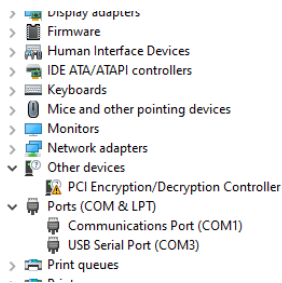 Display adapters
Firmware
Human Interface Devices
IDE ATA/ATAPI controllers
Keyboards
Mice and other pointing devices
Monitors
Network adapters
Other devices
PCI Encryption/Decryption Controller
Ports (COM & LPT)
Communications Port (COM1)
USB Serial Port (COM3)
Print queues